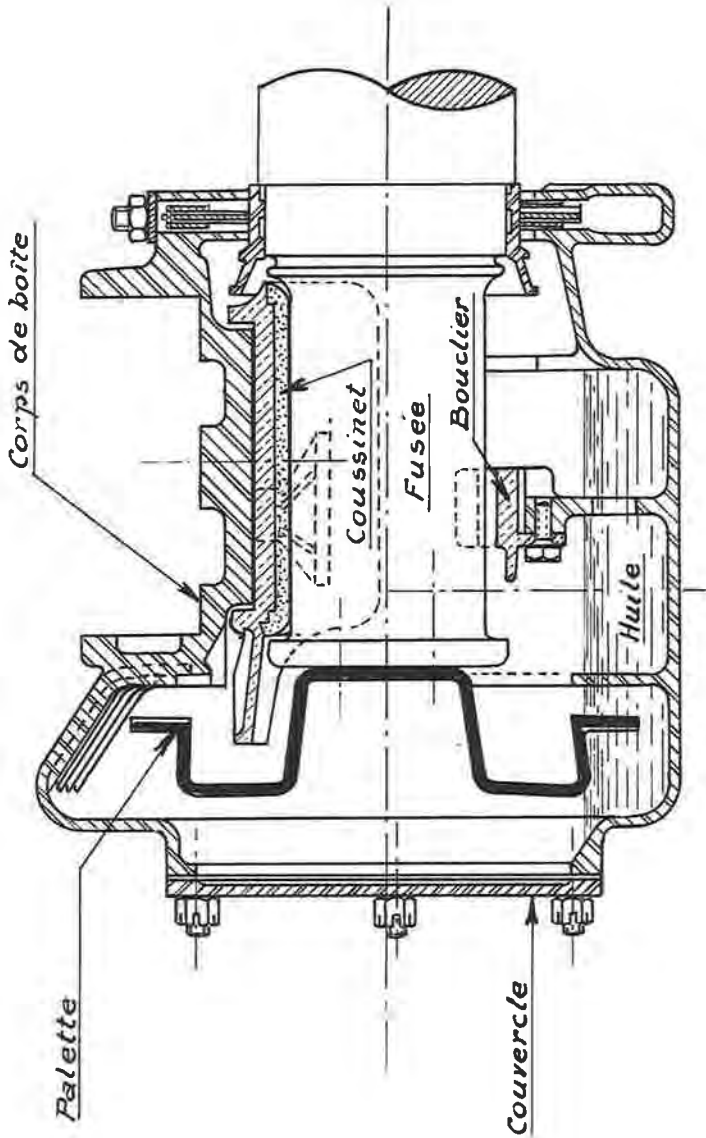 Corps de boîte
Coussinet
Fusée
Bouclier
Huile
Palette
Couvercle